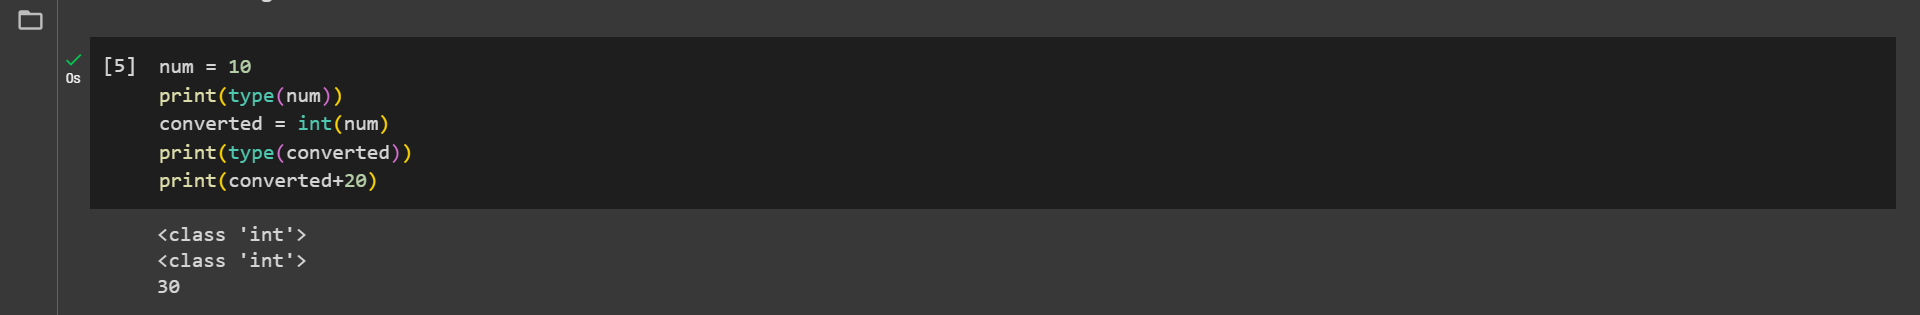 [5] num = 10
print(type(num))
converted = int(num)
print(type(converted))
print(converted+20)
0s
<class 'int'>
<class 'int'>
30